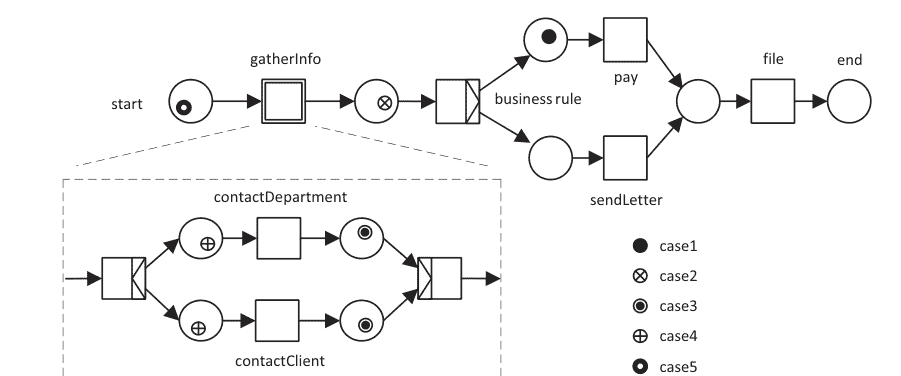 gatherInfo
file
end
start
business rule
pay
contactDepartment
sendLetter
case1
case2
case3
case4
contactClient
case5